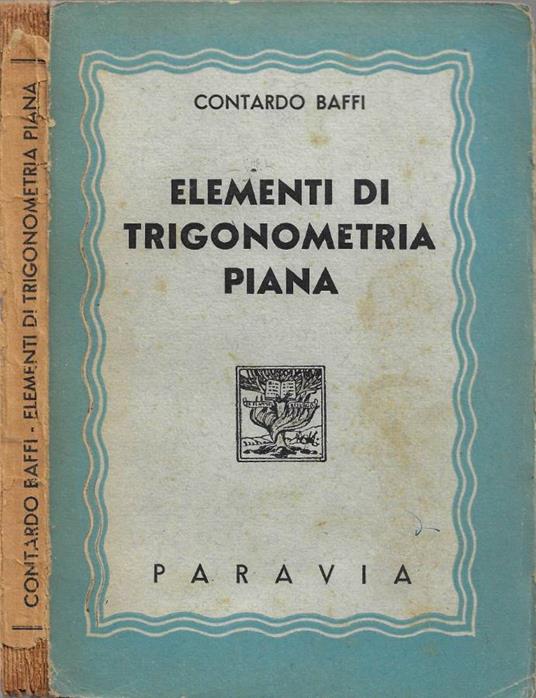 CONTARDO BAFFI - ELEMENTI DI TRIGONOMETRIA PIANA
CONTARDO BAFFI
ELEMENTI DI
TRIGONOMETRIA
PIANA
PARAVIA